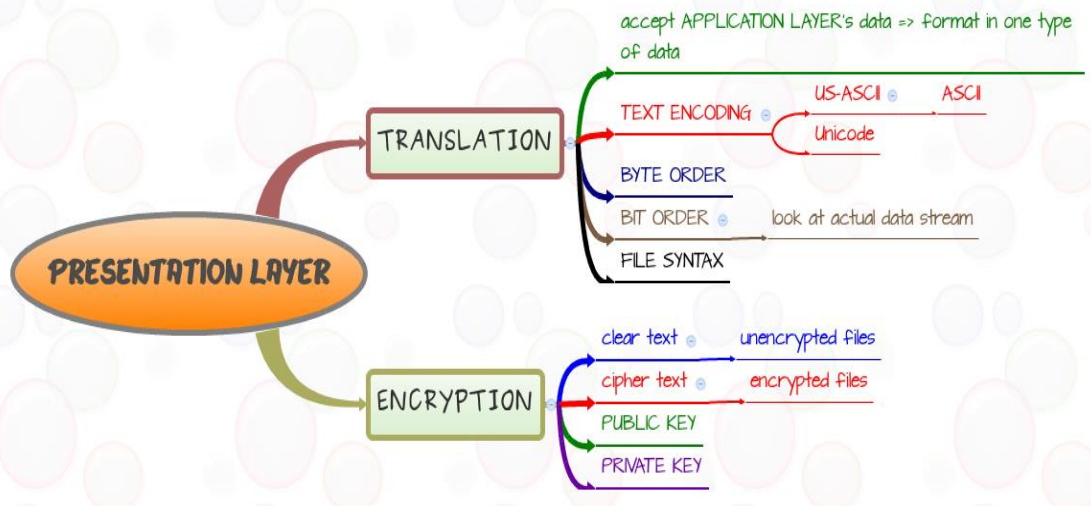 accept APPLICATION LAYER's data => format in one type
of data
US-ASCII
ASCII
TEXT ENCODING
Unicode
TRANSLATION
BYTE ORDER
BIT ORDER
look at actual data stream
FILE SYNTAX
PRESENTATION LAYER
clear text
unencrypted files
cipher text
encrypted files
ENCRYPTION
PUBLIC KEY
PRIVATE KEY